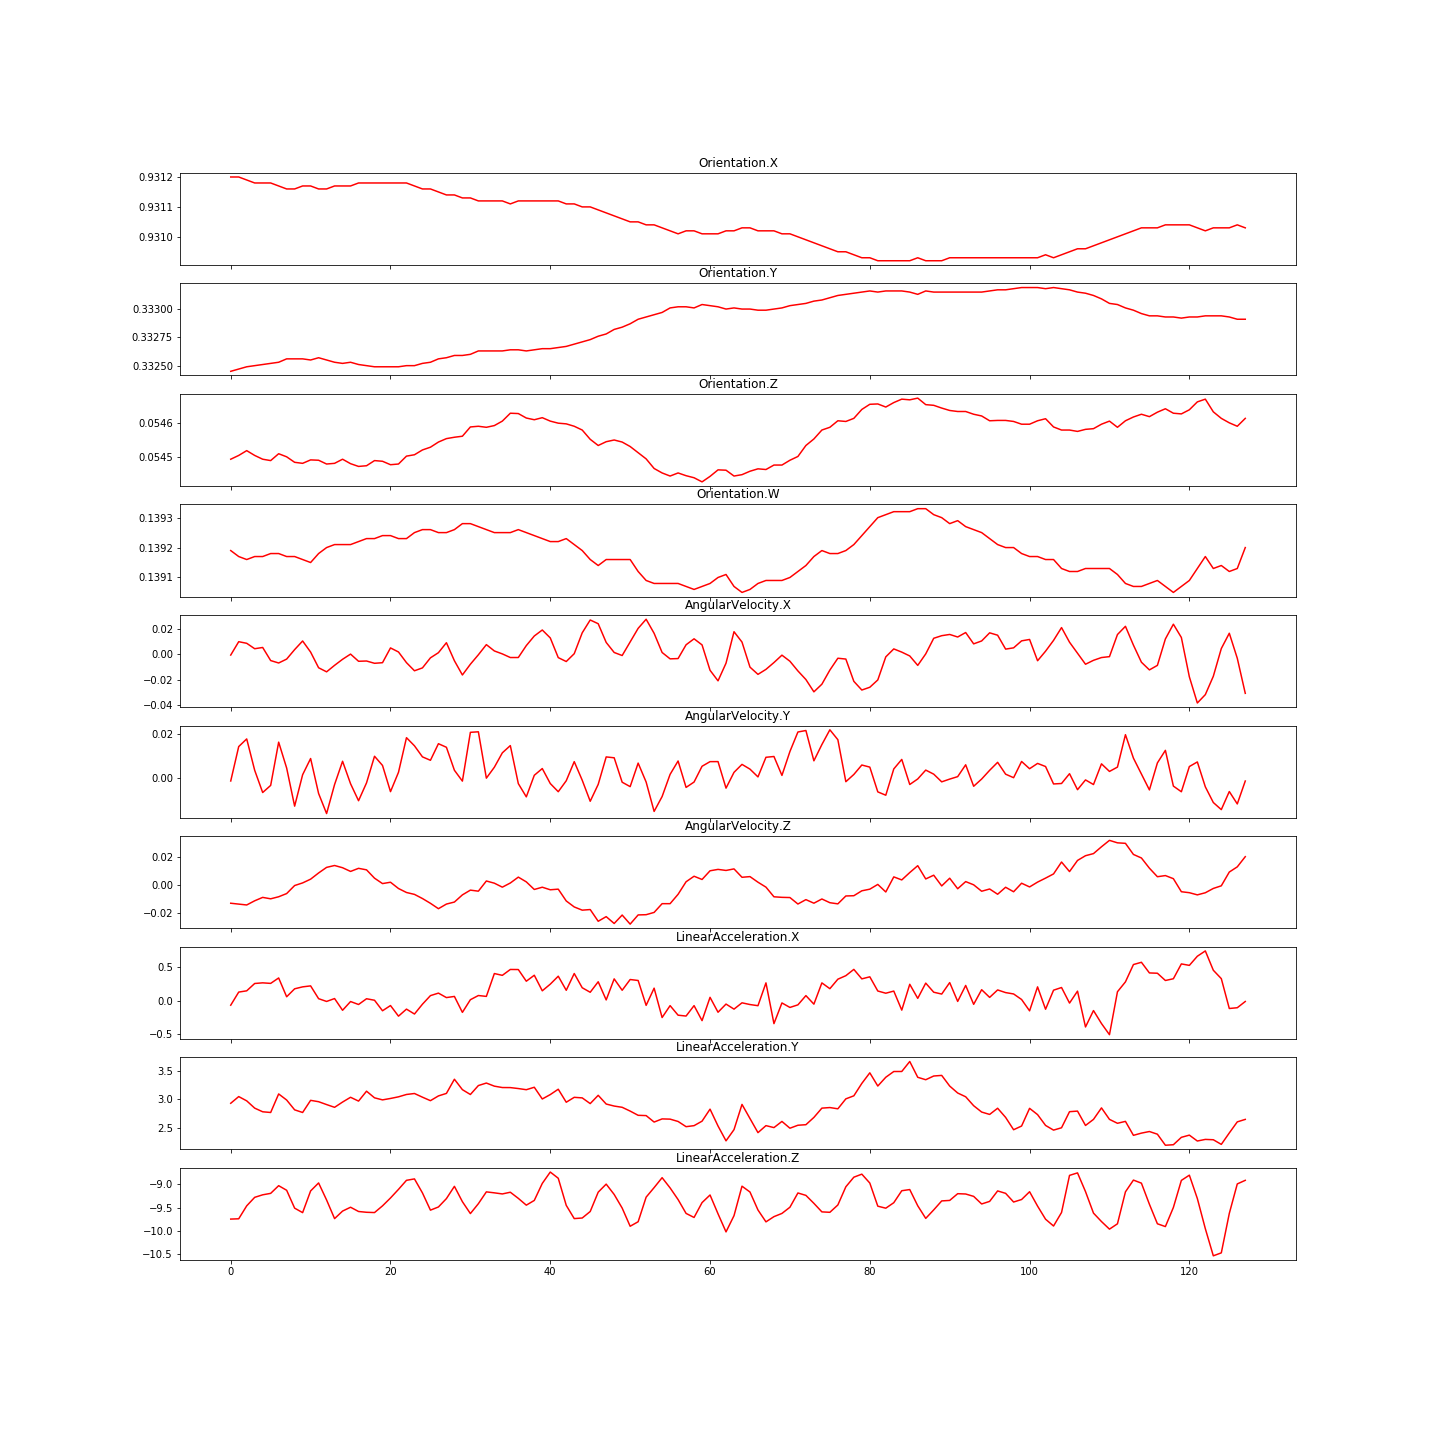 Orientation.X
0.9312
0.9311
0.9310
Orientation.Y
0.33300
0.33275
0.33250
Orientation.Z
0.0546
0.0545
Orientation.W
0.1393
0.1392
0.1391
AngularVelocity.X
0.02
0.00
−0.02
−0.04
AngularVelocity.Y
0.02
0.00
AngularVelocity.Z
0.02
0.00
−0.02
LinearAcceleration.X
0.5
0.0
−0.5
LinearAcceleration.Y
3.5
3.0
2.5
LinearAcceleration.Z
−9.0
−9.5
−10.0
−10.5
0 20 40 60 80 100 120